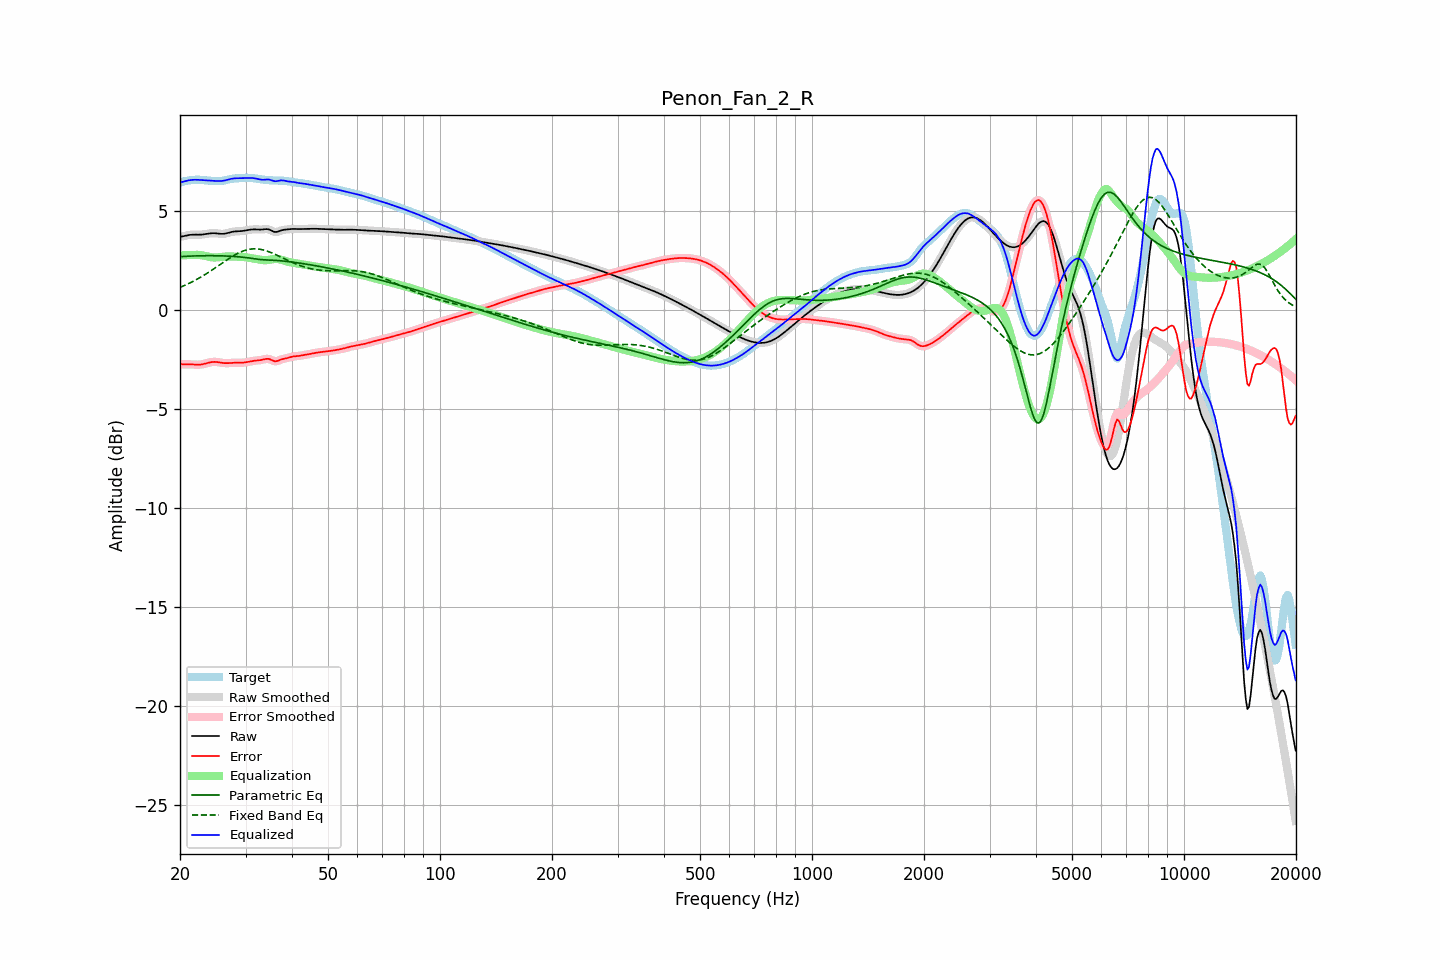 Penon_Fan_2_R
Amplitude (dBr)
5
0
−5
−10
−15
−20
−25
Target
Raw Smoothed
Error Smoothed
Raw
Error
Equalization
Parametric Eq
Fixed Band Eq
Equalized
20 50 100 200 500 1000 2000 5000 10000 20000
Frequency (Hz)